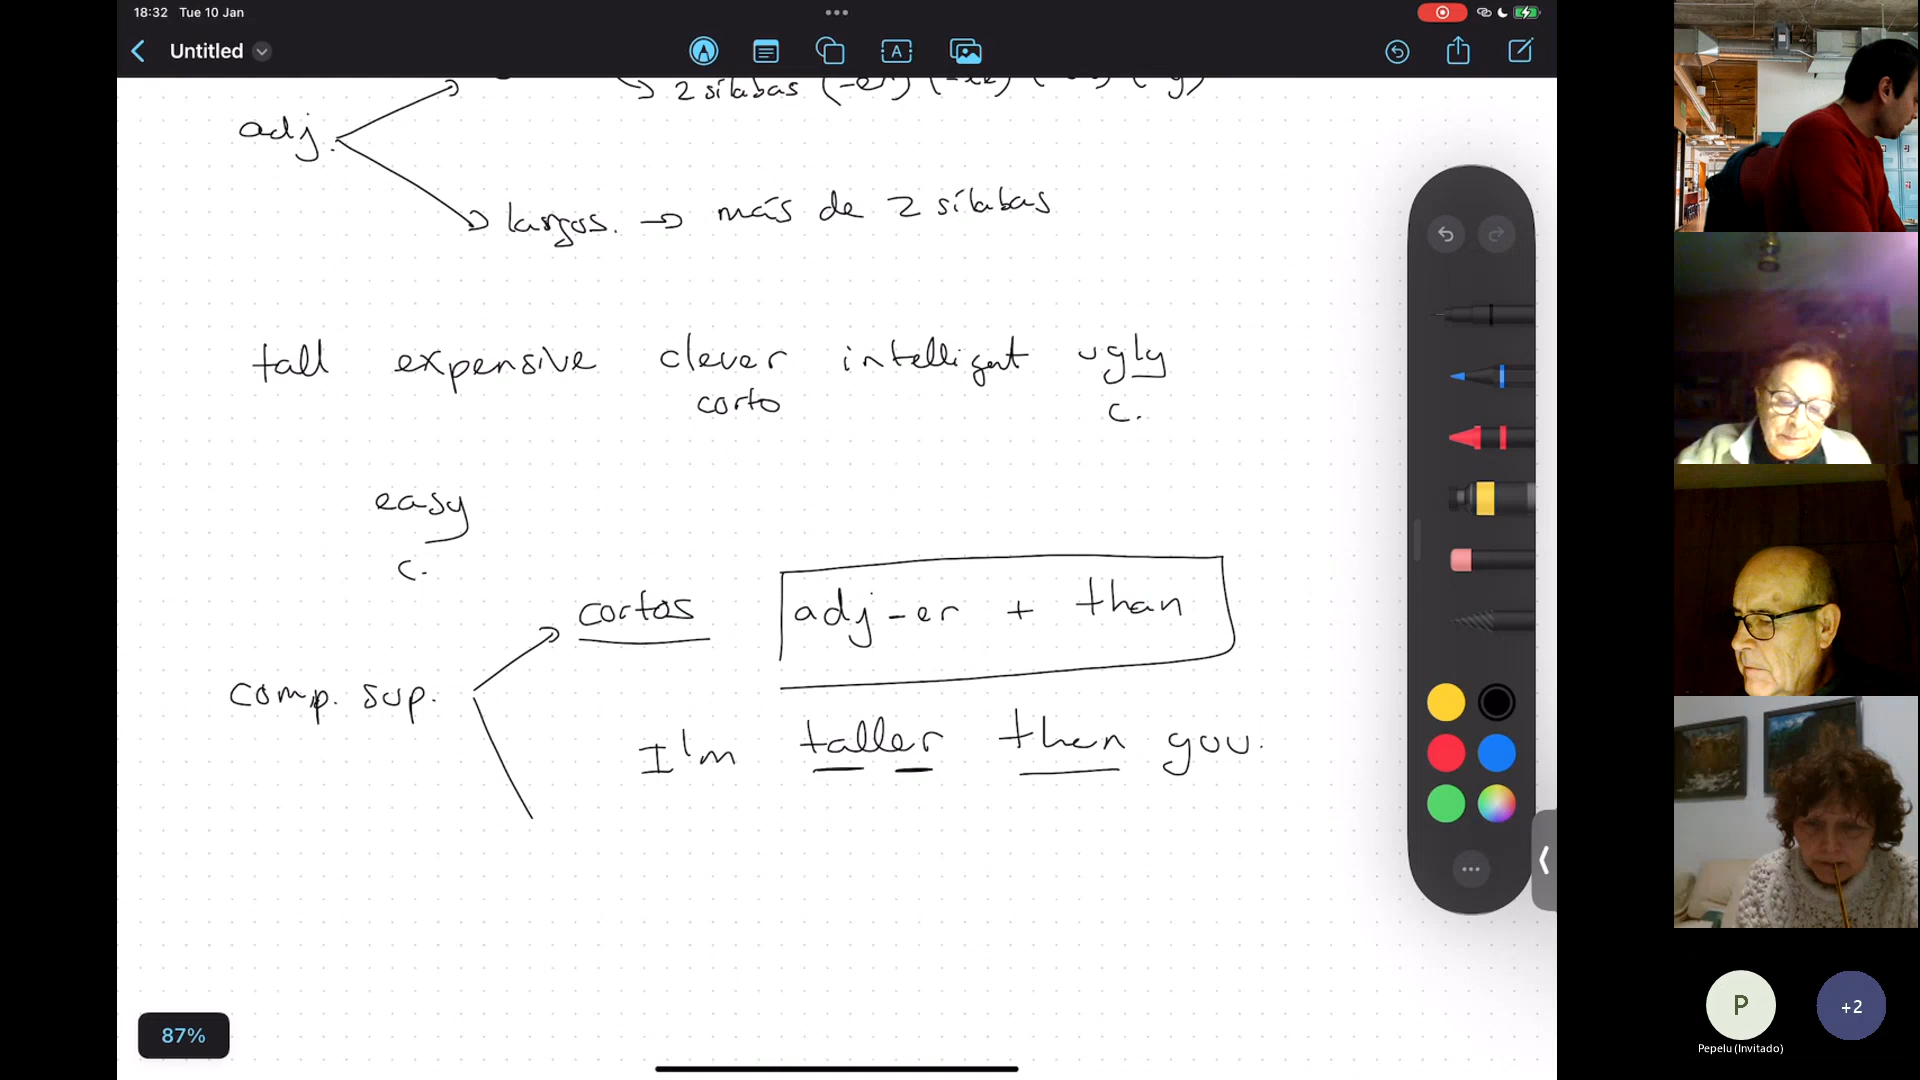 18:32 Tue 10 Jan
Untitled
A
2 sílabas (-er)
adj.
largos. → más de 2 sílabas
tall expensive clever intelligent ugly
corto c.
easy
c.
cortos adj-er + than
comp. sup.
I'm taller than you.
87%
P
+2
Pepelu (Invitado)